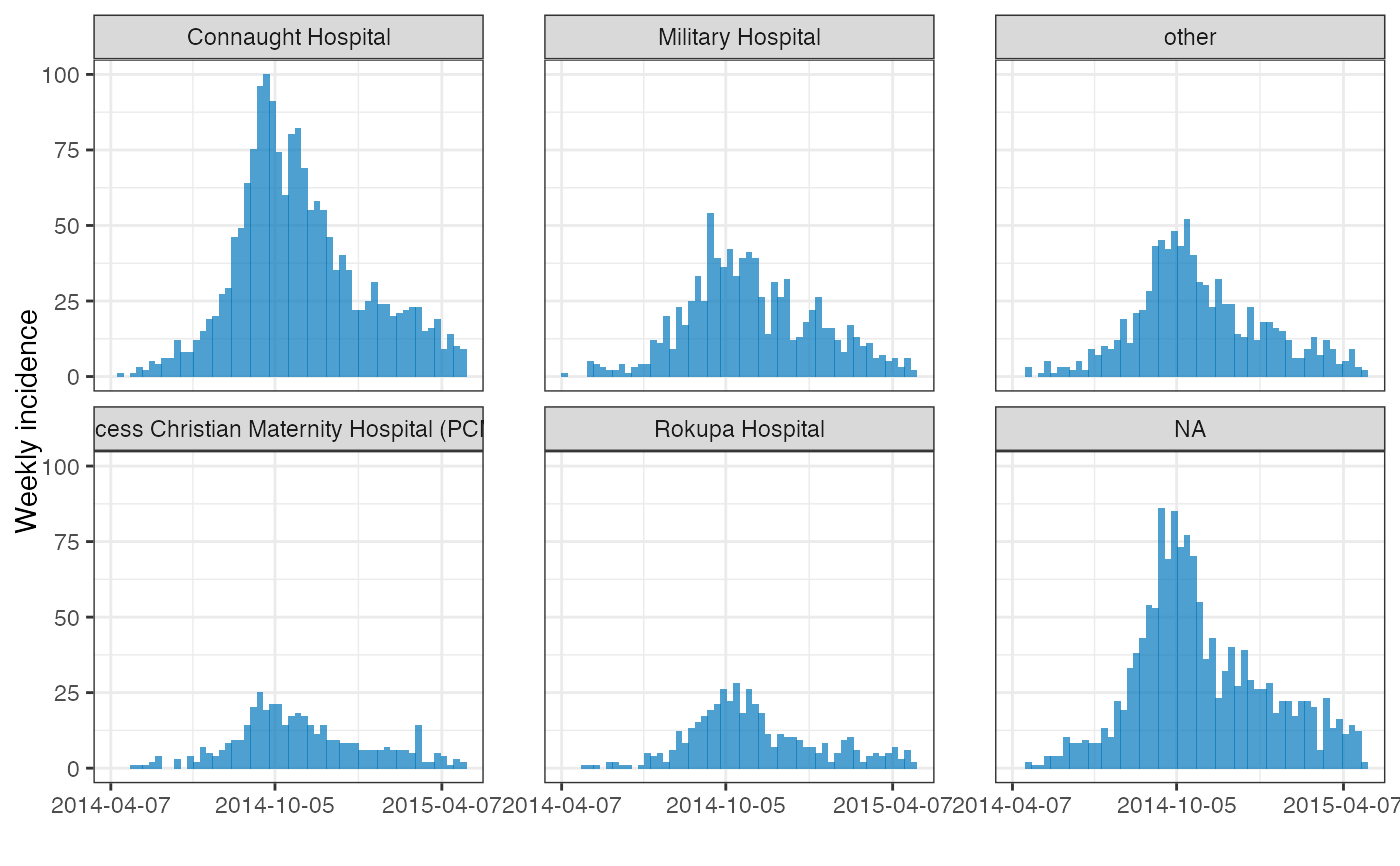 Connaught Hospital
Military Hospital
other
100
75
50
25
0
Weekly incidence
cess Christian Maternity Hospital (PC
Rokupa Hospital
NA
100
75
50
25
0
2014-04-07 2014-10-05 2015-04-07
2014-04-07 2014-10-05 2015-04-07
2014-04-07 2014-10-05 2015-04-07